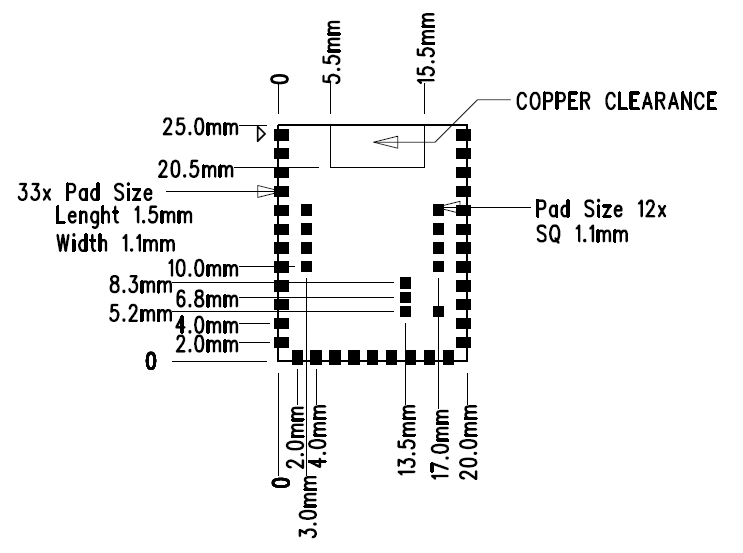 0
5.5mm
15.5mm
COPPER CLEARANCE
25.0mm
20.5mm
33x Pad Size
Lenght 1.5mm
Width 1.1mm
Pad Size 12x
SQ 1.1mm
10.0mm
8.3mm
6.8mm
5.2mm
4.0mm
2.0mm
0
0
2.0mm
3.0mm
4.0mm
13.5mm
17.0mm
20.0mm